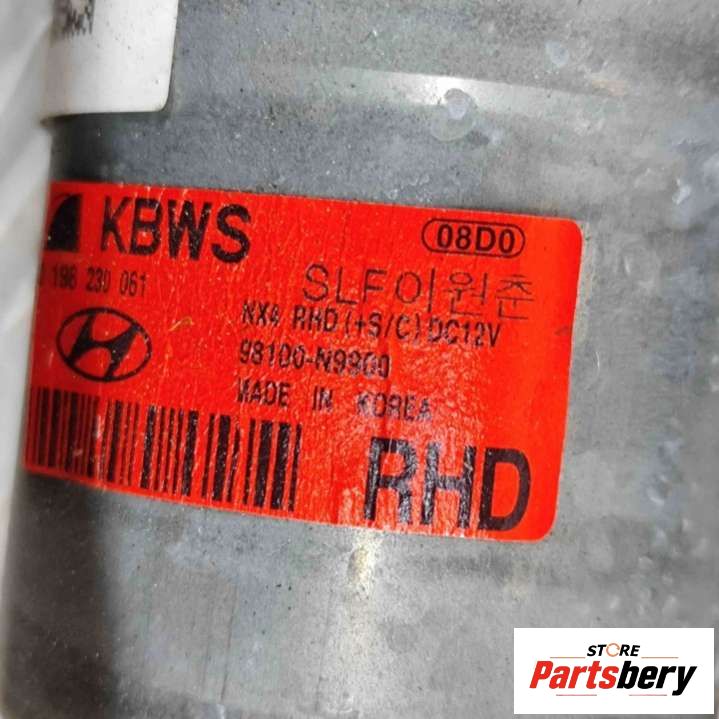 KBWS 08D0
198 230 061 SLF이원춘
NX4 RHD(+S/C)DC12V
98100-N9900
MADE IN KOREA
RHD
STORE
Partsbery